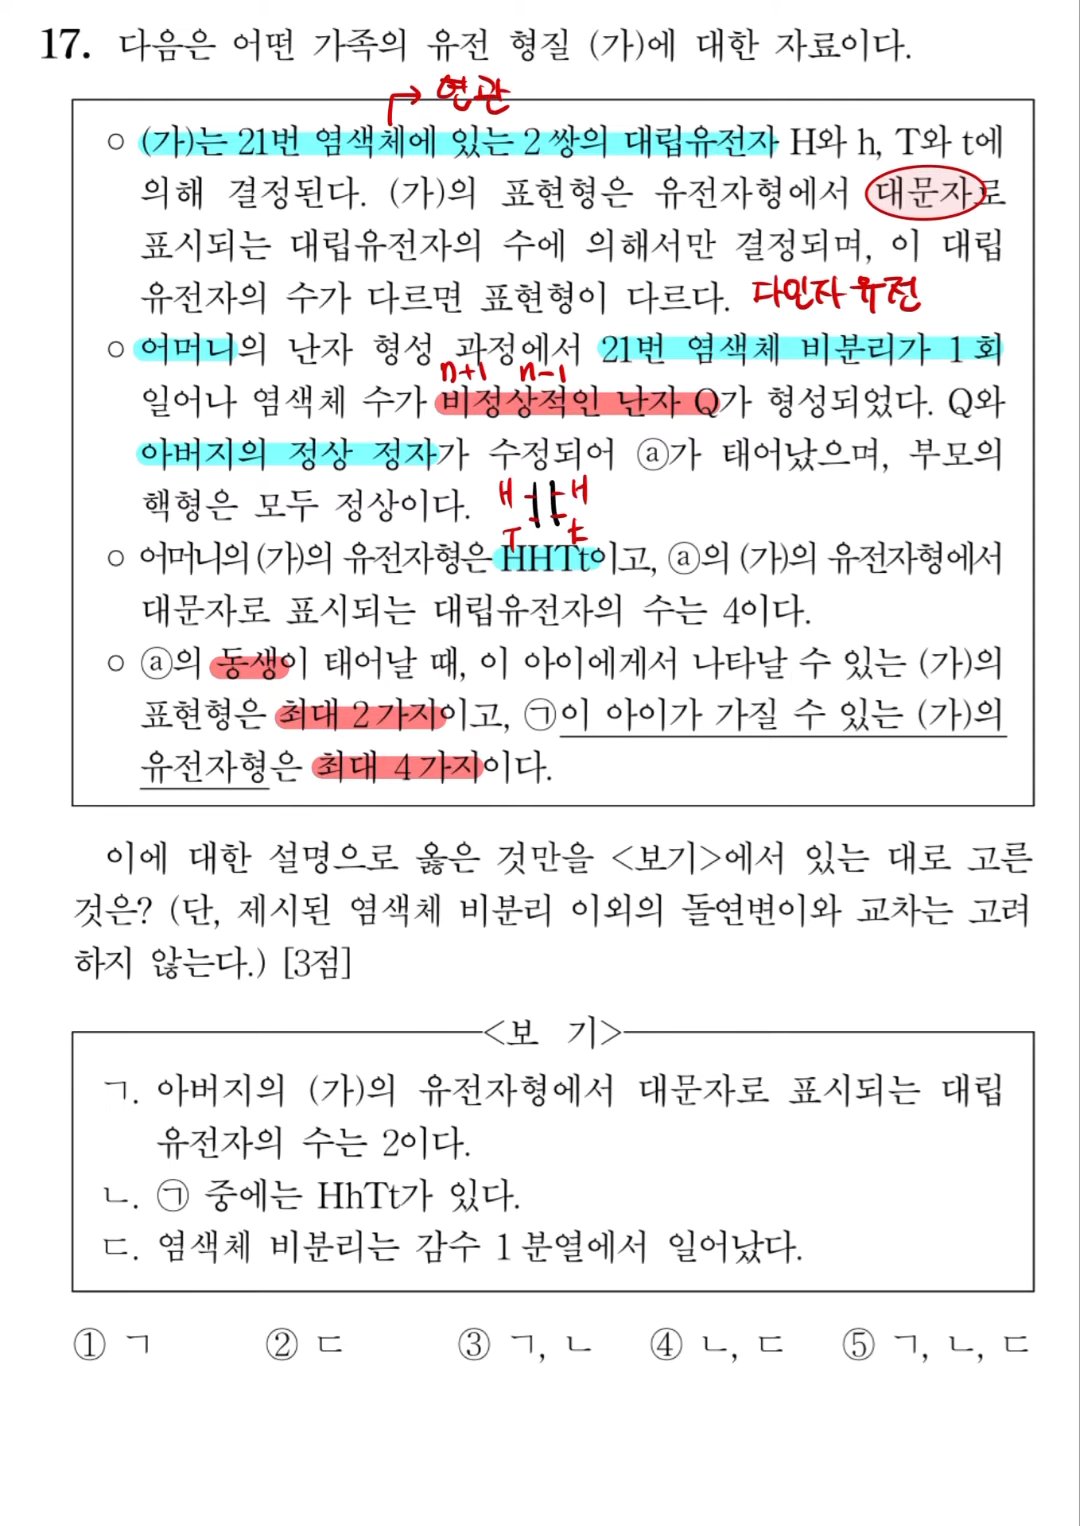 17. 다음은 어떤 가족의 유전 형질 (가)에 대한 자료이다.
연관
○ (가)는 21번 염색체에 있는 2쌍의 대립유전자 H와 h, T와 t에
의해 결정된다. (가)의 표현형은 유전자형에서 대문자로
표시되는 대립유전자의 수에 의해서만 결정되며, 이 대립
유전자의 수가 다르면 표현형이 다르다. 다인자 유전
○ 어머니의 난자 형성 과정에서 21번 염색체 비분리가 1회
n+1 n-1
일어나 염색체 수가 비정상적인 난자 Q가 형성되었다. Q와
아버지의 정상 정자가 수정되어 ⓐ가 태어났으며, 부모의
핵형은 모두 정상이다. H H
T t
○ 어머니의 (가)의 유전자형은 HHTt이고, ⓐ의 (가)의 유전자형에서
대문자로 표시되는 대립유전자의 수는 4이다.
○ ⓐ의 동생이 태어날 때, 이 아이에게서 나타날 수 있는 (가)의
표현형은 최대 2가지이고, ㉠이 아이가 가질 수 있는 (가)의
유전자형은 최대 4가지이다.
이에 대한 설명으로 옳은 것만을 <보기>에서 있는 대로 고른
것은? (단, 제시된 염색체 비분리 이외의 돌연변이와 교차는 고려
하지 않는다.) [3점]
<보 기>
ㄱ. 아버지의 (가)의 유전자형에서 대문자로 표시되는 대립
유전자의 수는 2이다.
ㄴ. ㉠ 중에는 HhTt가 있다.
ㄷ. 염색체 비분리는 감수 1분열에서 일어났다.
① ㄱ ② ㄷ ③ ㄱ, ㄴ ④ ㄴ, ㄷ ⑤ ㄱ, ㄴ, ㄷ